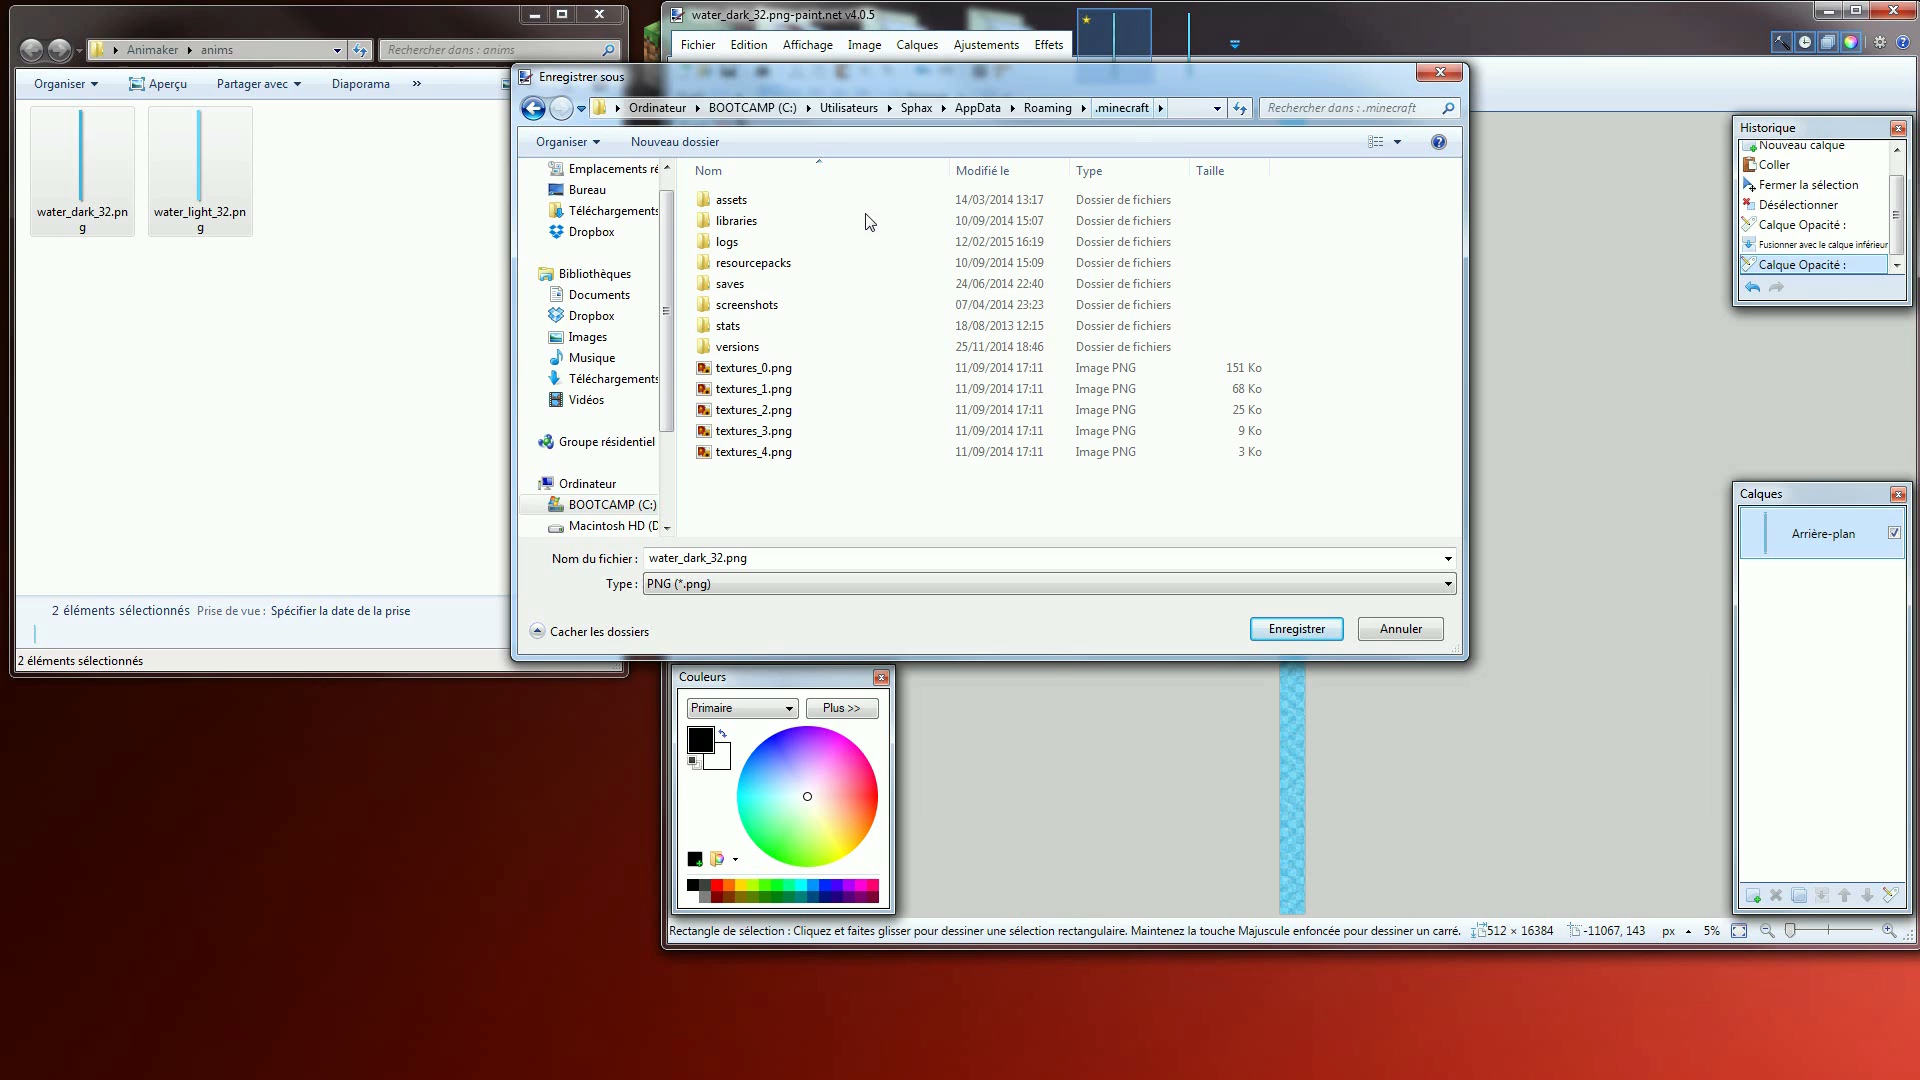 Animaker anims
Rechercher dans : anims
Organiser Aperçu Partager avec Diaporama »
water_dark_32.pn
g
water_light_32.pn
g
2 éléments sélectionnés Prise de vue : Spécifier la date de la prise
2 éléments sélectionnés
water_dark_32.png-paint.net v4.0.5
Fichier Edition Affichage Image Calques Ajustements Effets
Enregistrer sous
Ordinateur BOOTCAMP (C:) Utilisateurs Sphax AppData Roaming .minecraft
Rechercher dans : .minecraft
Organiser Nouveau dossier
Emplacements ré
Bureau
Téléchargements
Dropbox
Bibliothèques
Documents
Dropbox
Images
Musique
Téléchargements
Vidéos
Groupe résidentiel
Ordinateur
BOOTCAMP (C:)
Macintosh HD (D
Nom Modifié le Type Taille
assets 14/03/2014 13:17 Dossier de fichiers
libraries 10/09/2014 15:07 Dossier de fichiers
logs 12/02/2015 16:19 Dossier de fichiers
resourcepacks 10/09/2014 15:09 Dossier de fichiers
saves 24/06/2014 22:40 Dossier de fichiers
screenshots 07/04/2014 23:23 Dossier de fichiers
stats 18/08/2013 12:15 Dossier de fichiers
versions 25/11/2014 18:46 Dossier de fichiers
textures_0.png 11/09/2014 17:11 Image PNG 151 Ko
textures_1.png 11/09/2014 17:11 Image PNG 68 Ko
textures_2.png 11/09/2014 17:11 Image PNG 25 Ko
textures_3.png 11/09/2014 17:11 Image PNG 9 Ko
textures_4.png 11/09/2014 17:11 Image PNG 3 Ko
Nom du fichier : water_dark_32.png
Type : PNG (*.png)
Cacher les dossiers
Enregistrer Annuler
Historique
Nouveau calque
Coller
Fermer la sélection
Désélectionner
Calque Opacité :
Fusionner avec le calque inférieur
Calque Opacité :
Calques
Arrière-plan
Couleurs
Primaire Plus >>
Rectangle de sélection : Cliquez et faites glisser pour dessiner une sélection rectangulaire. Maintenez la touche Majuscule enfoncée pour dessiner un carré. 512 × 16384 -11067, 143 px 5%